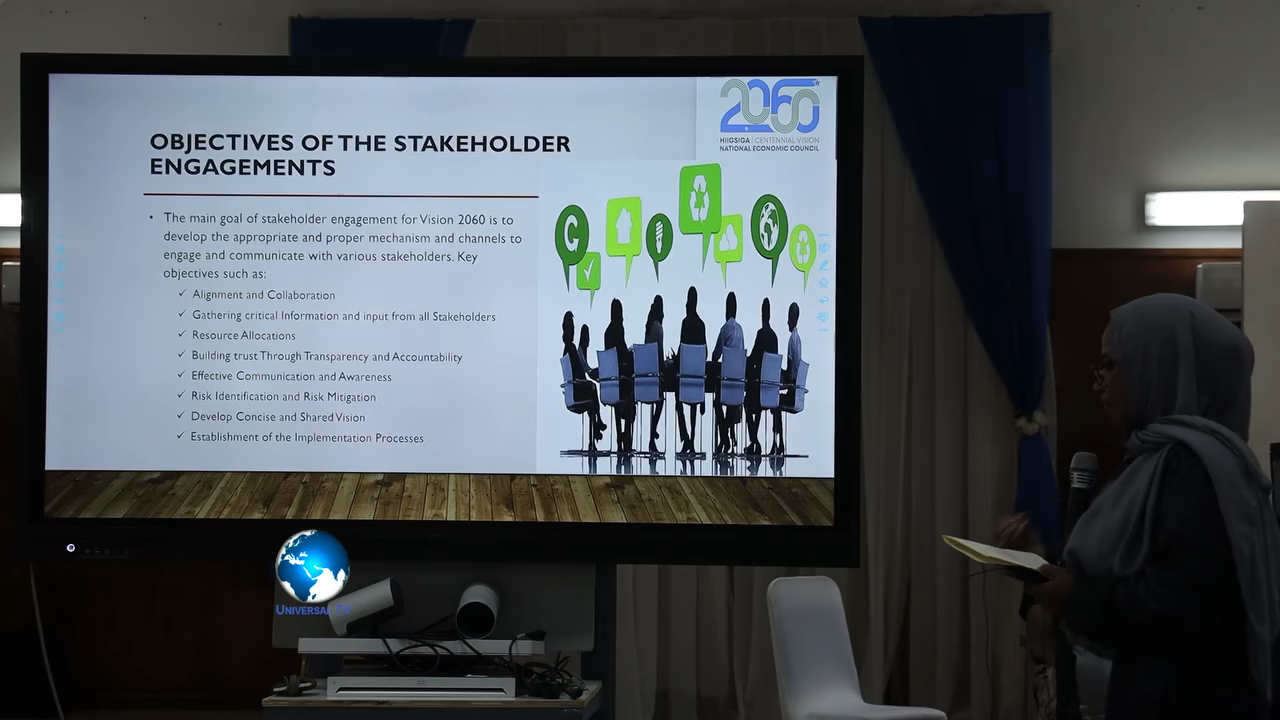 2060
HIIGSIGA | CENTENNIAL VISION
NATIONAL ECONOMIC COUNCIL
OBJECTIVES OF THE STAKEHOLDER
ENGAGEMENTS
• The main goal of stakeholder engagement for Vision 2060 is to
develop the appropriate and proper mechanism and channels to
engage and communicate with various stakeholders. Key
objectives such as:
✓ Alignment and Collaboration
✓ Gathering critical Information and input from all Stakeholders
✓ Resource Allocations
✓ Building trust Through Transparency and Accountability
✓ Effective Communication and Awareness
✓ Risk Identification and Risk Mitigation
✓ Develop Concise and Shared Vision
✓ Establishment of the Implementation Processes
C
UNIVERSAL TV